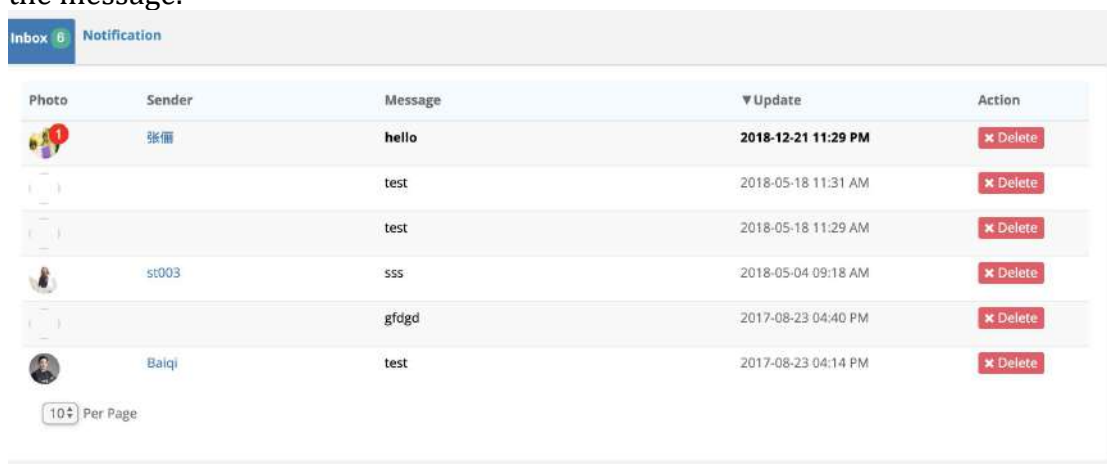 the message.
Inbox 6 Notification
Photo Sender Message ▼Update Action
1 张俪 hello 2018-12-21 11:29 PM × Delete
test 2018-05-18 11:31 AM × Delete
test 2018-05-18 11:29 AM × Delete
st003 sss 2018-05-04 09:18 AM × Delete
gfdgd 2017-08-23 04:40 PM × Delete
Baiqi test 2017-08-23 04:14 PM × Delete
10 Per Page